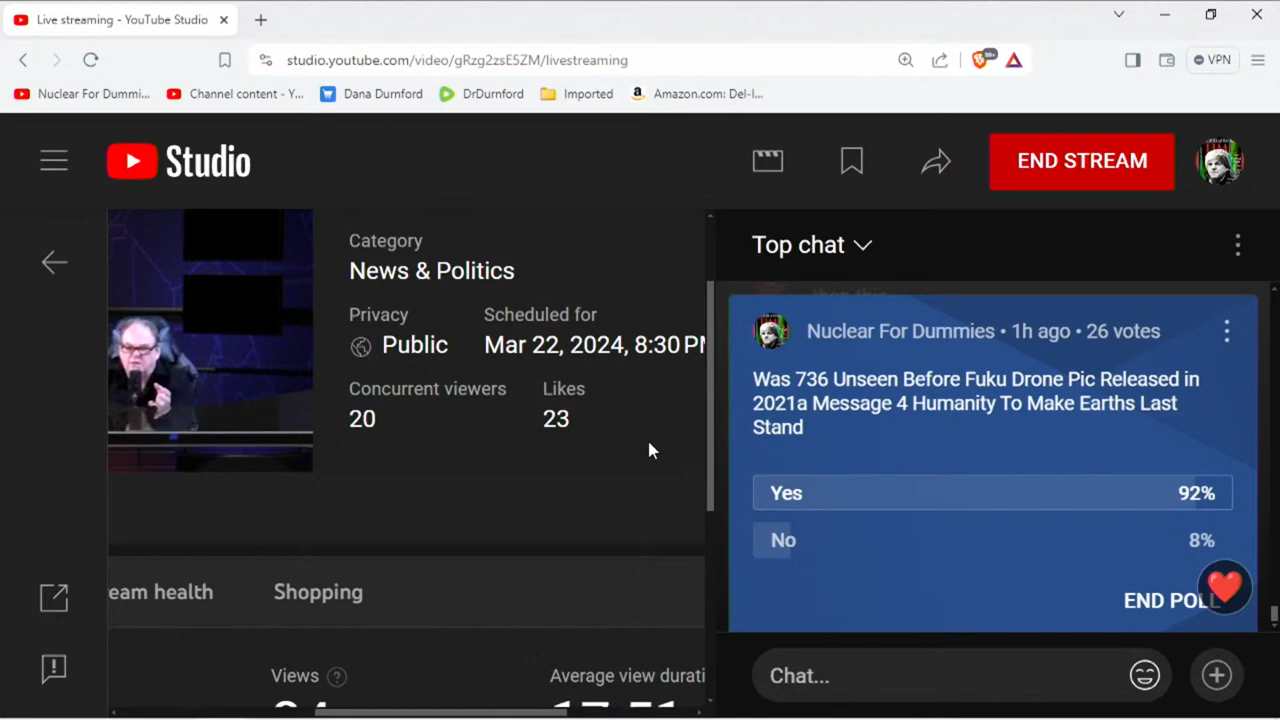 Live streaming - YouTube Studio
studio.youtube.com/video/gRzg2zsE5ZM/livestreaming
99+
VPN
Nuclear For Dummi...
Channel content - Y...
Dana Durnford
DrDurnford
Imported
Amazon.com: Del-I...
Studio
END STREAM
Category
News & Politics
Privacy
Scheduled for
Public
Mar 22, 2024, 8:30 PM
Concurrent viewers
Likes
20
23
eam health
Shopping
Views
Average view durati
Top chat
than this
Nuclear For Dummies • 1h ago • 26 votes
Was 736 Unseen Before Fuku Drone Pic Released in
2021a Message 4 Humanity To Make Earths Last
Stand
Yes
92%
No
8%
END POLL
Chat...